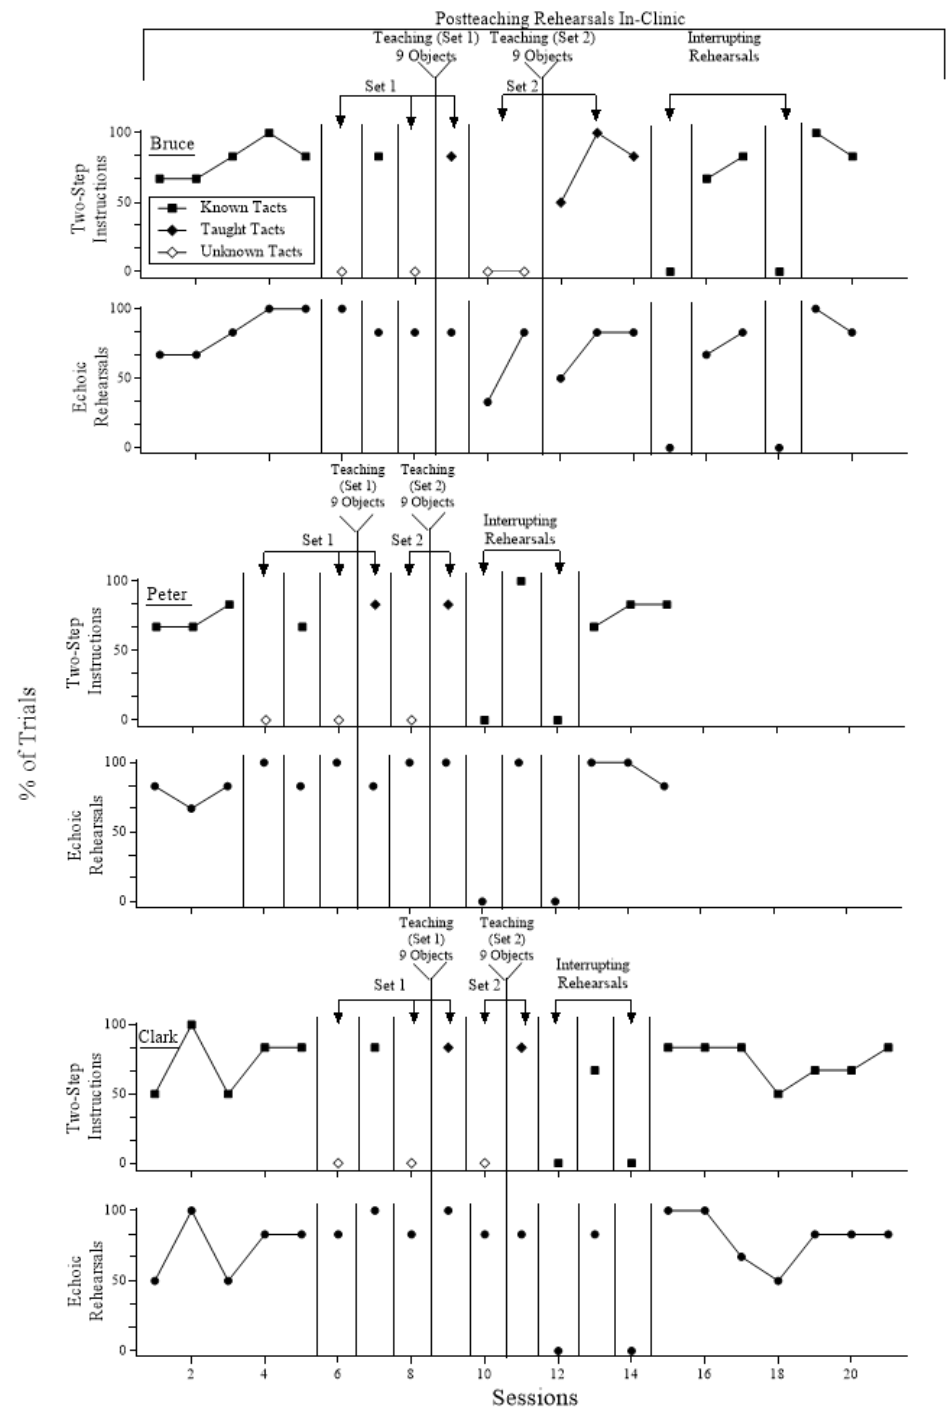 Postteaching Rehearsals In-Clinic
Teaching (Set 1) Teaching (Set 2) Interrupting
9 Objects 9 Objects Rehearsals
Set 1 Set 2
100
Bruce
Two-Step
Instructions
50
0
Known Tacts
Taught Tacts
Unknown Tacts
100
Echoic
Rehearsals
50
0
Teaching Teaching
(Set 1) (Set 2)
9 Objects 9 Objects
Interrupting
Rehearsals
Set 1 Set 2
100
Peter
Two-Step
Instructions
50
0
% of Trials
100
Echoic
Rehearsals
50
0
Teaching Teaching
(Set 1) (Set 2)
9 Objects 9 Objects
Interrupting
Rehearsals
Set 1 Set 2
100
Clark
Two-Step
Instructions
50
0
100
Echoic
Rehearsals
50
0
2 4 6 8 10 12 14 16 18 20
Sessions